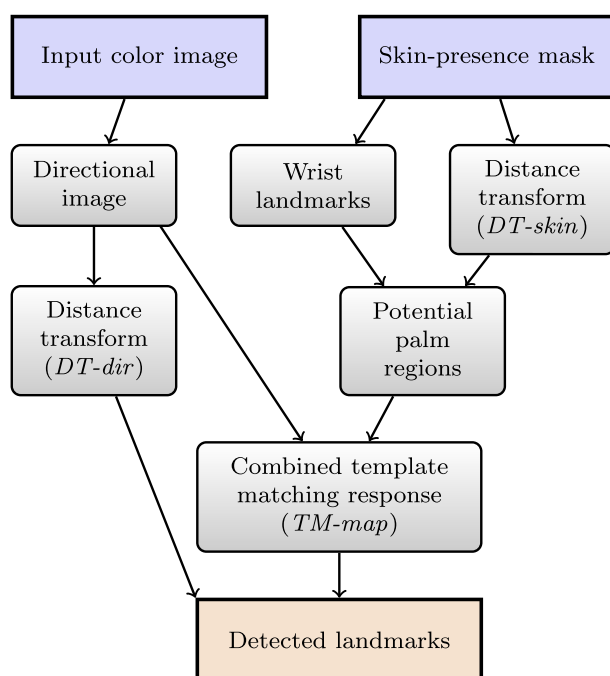 Input color image
Skin-presence mask
Directional
image
Wrist
landmarks
Distance
transform
(DT-skin)
Distance
transform
(DT-dir)
Potential
palm
regions
Combined template
matching response
(TM-map)
Detected landmarks